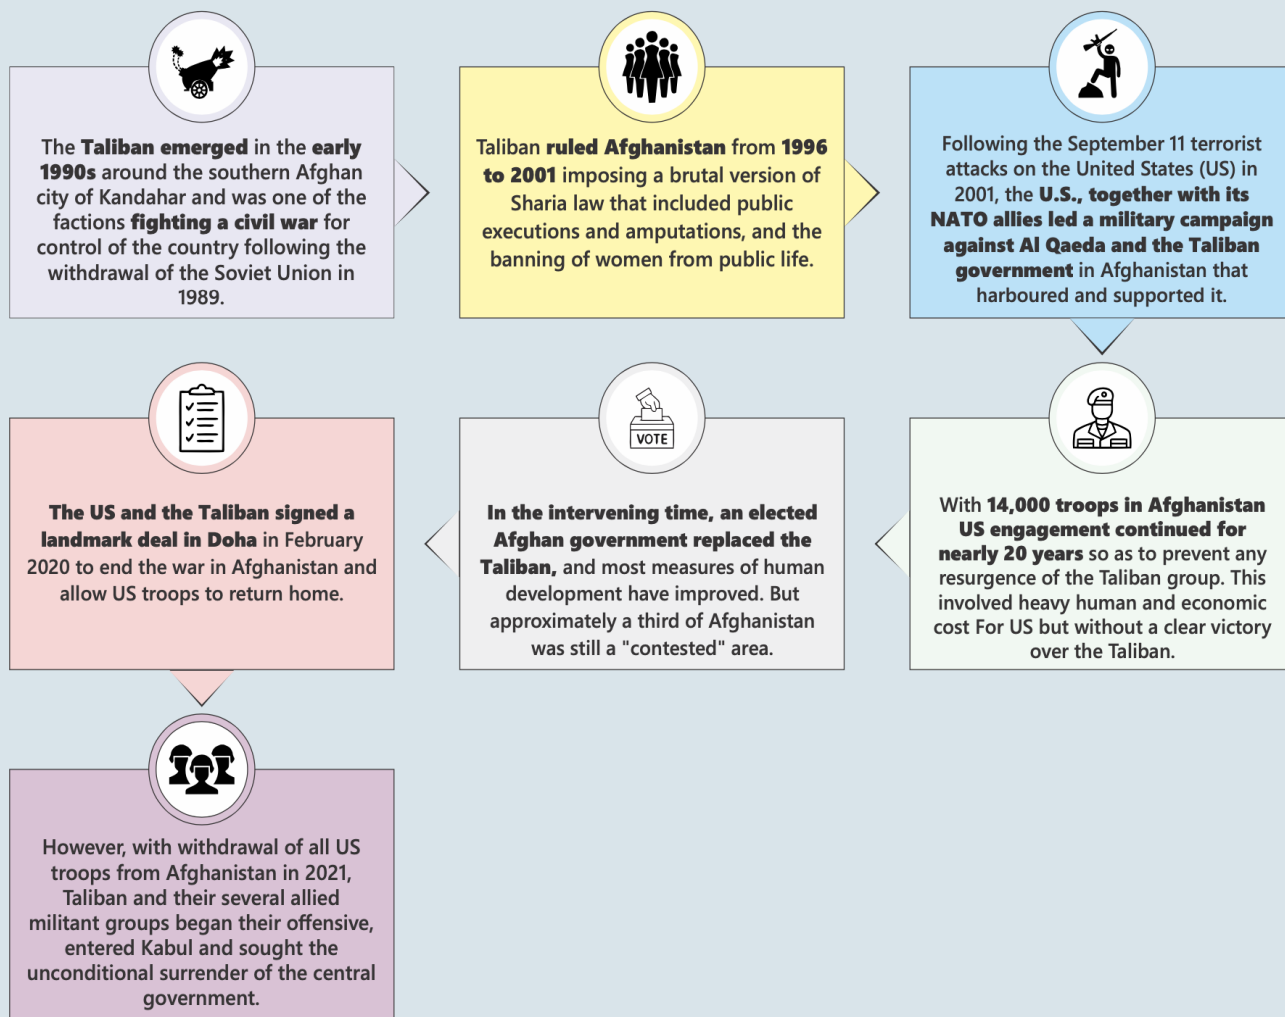 The Taliban emerged in the early
1990s around the southern Afghan
city of Kandahar and was one of the
factions fighting a civil war for
control of the country following the
withdrawal of the Soviet Union in
1989.
Taliban ruled Afghanistan from 1996
to 2001 imposing a brutal version of
Sharia law that included public
executions and amputations, and the
banning of women from public life.
Following the September 11 terrorist
attacks on the United States (US) in
2001, the U.S., together with its
NATO allies led a military campaign
against Al Qaeda and the Taliban
government in Afghanistan that
harboured and supported it.
With 14,000 troops in Afghanistan
US engagement continued for
nearly 20 years so as to prevent any
resurgence of the Taliban group. This
involved heavy human and economic
cost For US but without a clear victory
over the Taliban.
VOTE
In the intervening time, an elected
Afghan government replaced the
Taliban, and most measures of human
development have improved. But
approximately a third of Afghanistan
was still a "contested" area.
The US and the Taliban signed a
landmark deal in Doha in February
2020 to end the war in Afghanistan and
allow US troops to return home.
However, with withdrawal of all US
troops from Afghanistan in 2021,
Taliban and their several allied
militant groups began their offensive,
entered Kabul and sought the
unconditional surrender of the central
government.